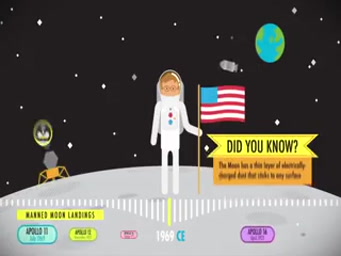 DID YOU KNOW?
The Moon has a thin layer of electrically-
charged dust that sticks to any surface
MANNED MOON LANDINGS
APOLLO 11
July 1969
APOLLO 12
1969 CE
APOLLO 14